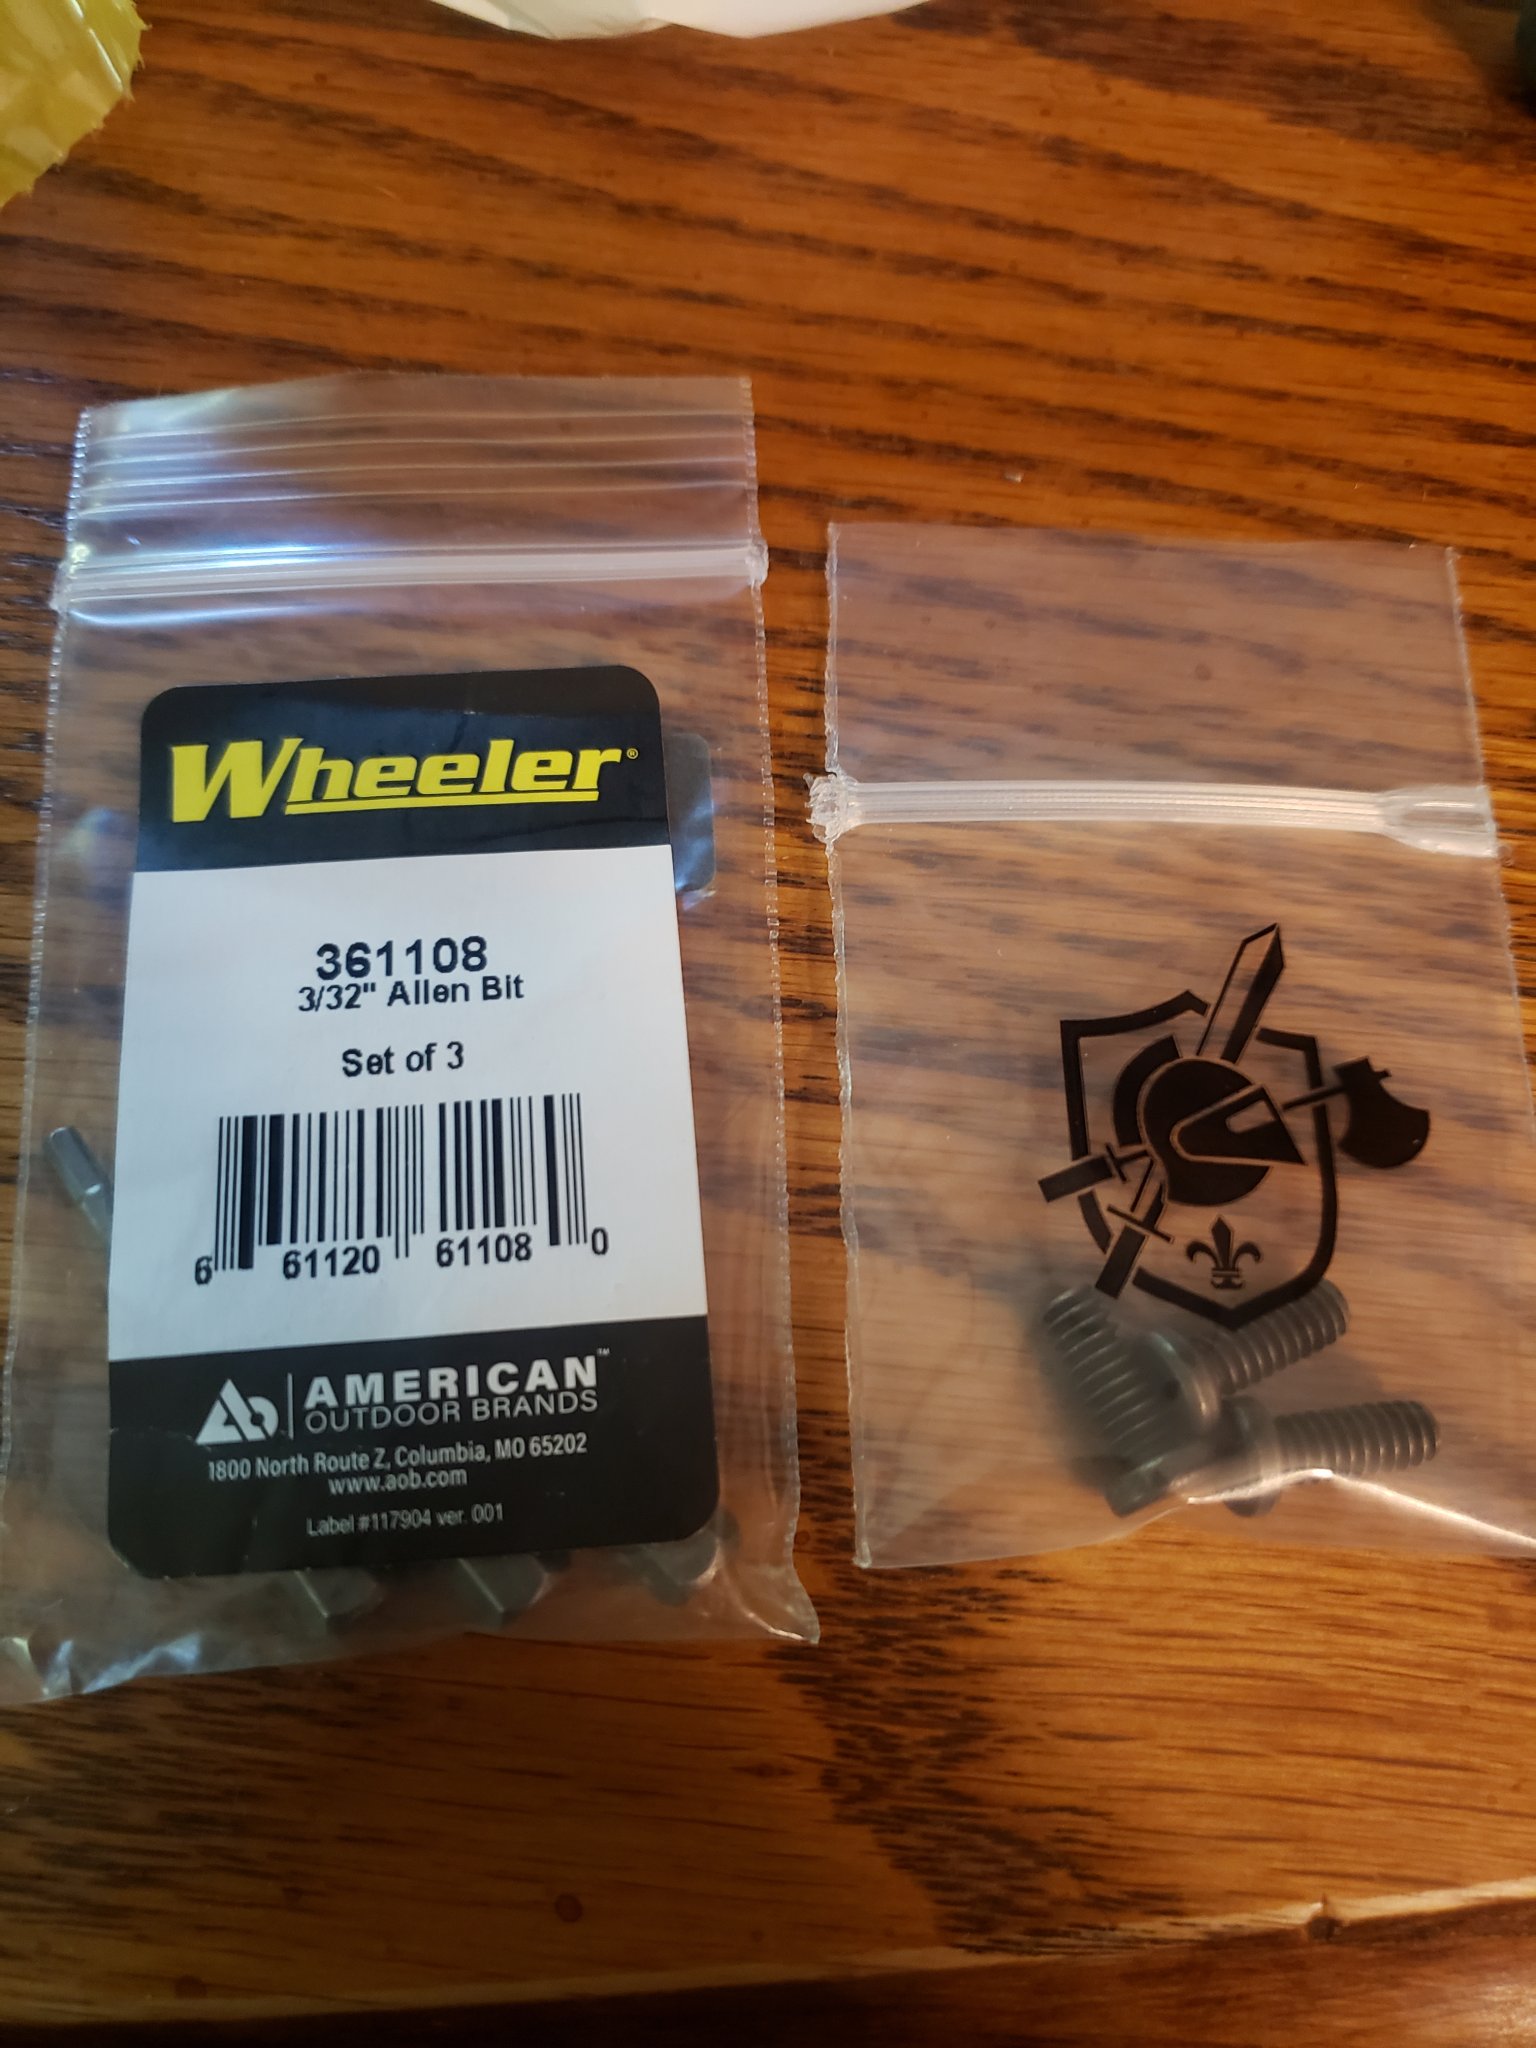 Wheeler®
361108
3/32" Allen Bit
Set of 3
6 61120 61108 0
AMERICAN™
OUTDOOR BRANDS
1800 North Route Z, Columbia, MO 65202
www.aob.com
Label #117904 ver. 001